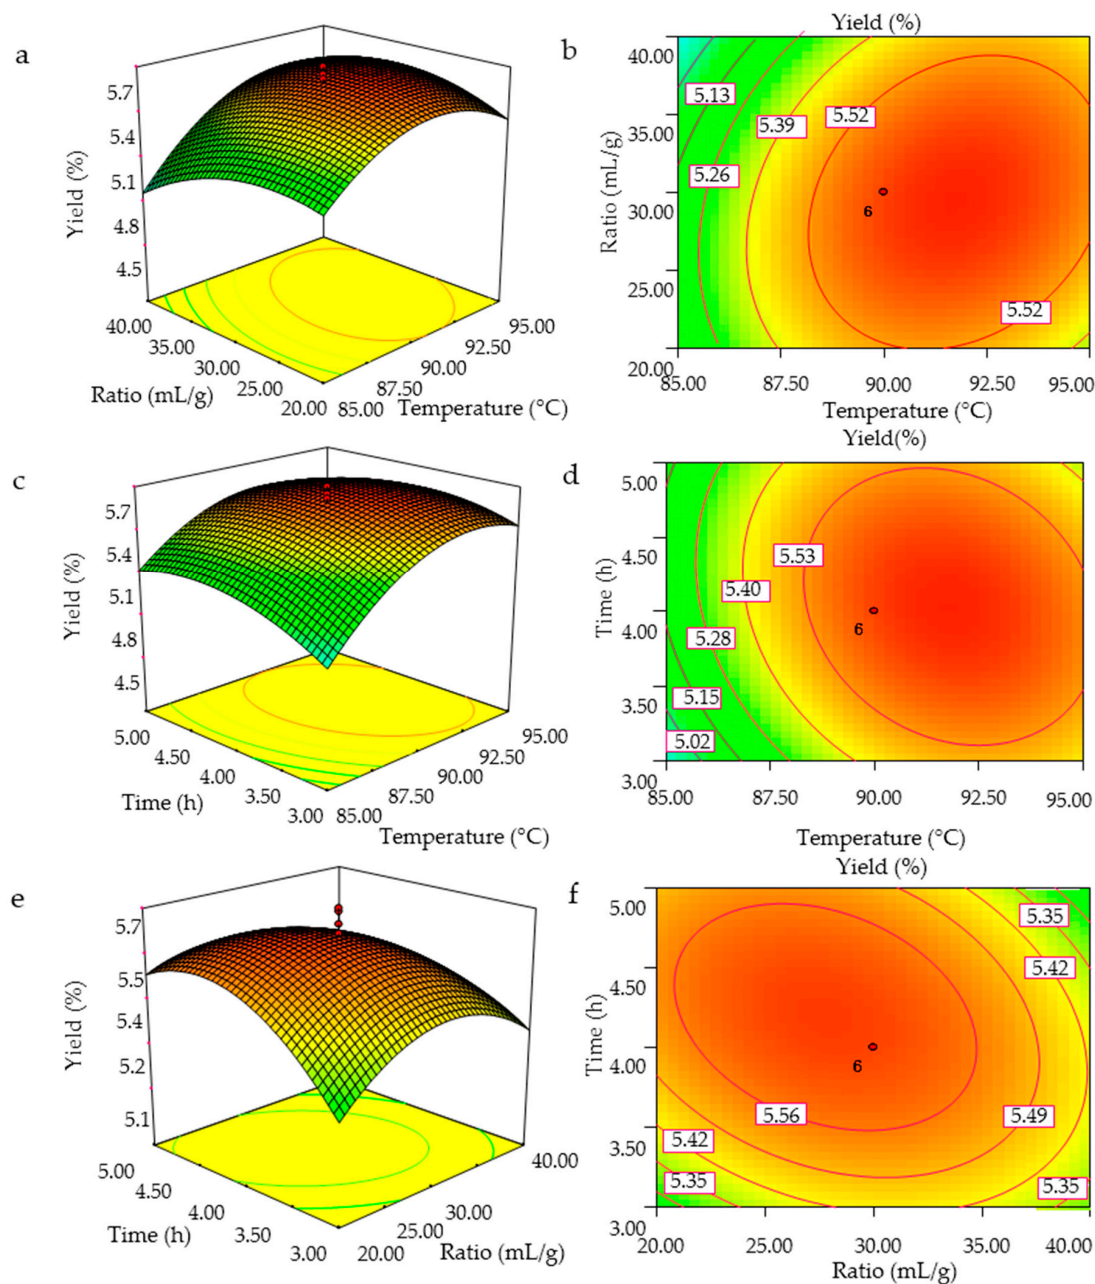 a
5.7
5.4
5.1
4.8
4.5
Yield (%)
40.00
35.00
30.00
25.00
20.00
Ratio (mL/g)
95.00
92.50
90.00
87.50
85.00
Temperature (°C)
b
Yield (%)
40.00
35.00
30.00
25.00
20.00
Ratio (mL/g)
5.13
5.26
5.39
5.52
5.52
6
85.00 87.50 90.00 92.50 95.00
Temperature (°C)
c
5.7
5.4
5.1
4.8
4.5
Yield (%)
5.00
4.50
4.00
3.50
3.00
Time (h)
95.00
92.50
90.00
87.50
85.00
Temperature (°C)
d
Yield(%)
5.00
4.50
4.00
3.50
3.00
Time (h)
5.53
5.40
5.28
5.15
5.02
6
85.00 87.50 90.00 92.50 95.00
Temperature (°C)
e
5.7
5.5
5.4
5.2
5.1
Yield (%)
5.00
4.50
4.00
3.50
3.00
Time (h)
40.00
30.00
25.00
20.00
Ratio (mL/g)
f
Yield (%)
5.00
4.50
4.00
3.50
3.00
Time (h)
5.35
5.42
5.49
5.56
5.42
5.35
5.35
6
20.00 25.00 30.00 35.00 40.00
Ratio (mL/g)